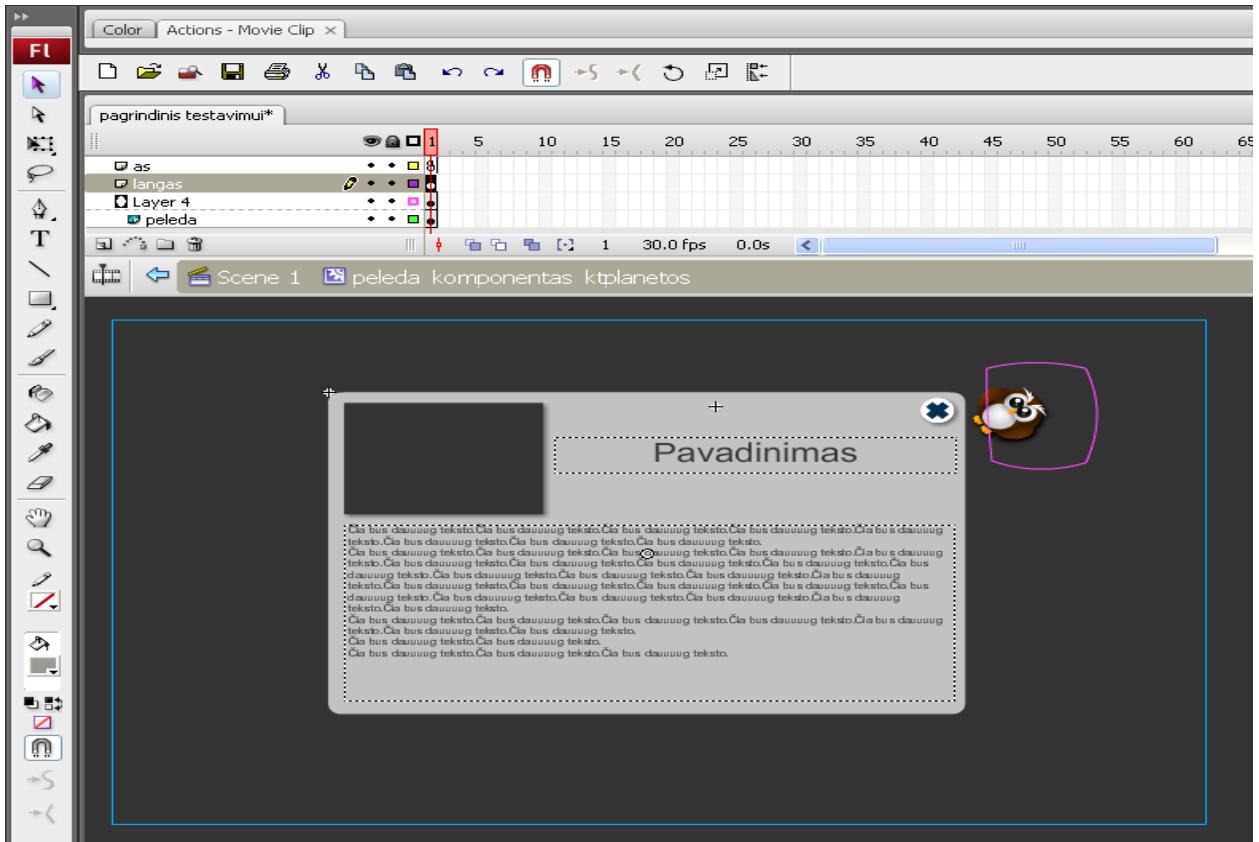 Color Actions - Movie Clip
Fl
pagrindinis testavimui*
1 5 10 15 20 25 30 35 40 45 50 55 60 65
as
langas
Layer 4
peleda
1 30.0 fps 0.0s
T
Scene 1 peleda komponentas ktplanetos
Pavadinimas
Čia bus dauuuug teksto.Čia bus dauuuug teksto.Čia bus dauuuug teksto.Čia bus dauuuug teksto.Čia bus dauuuug
teksto.Čia bus dauuuug teksto.Čia bus dauuuug teksto.Čia bus dauuuug teksto.
Čia bus dauuuug teksto.Čia bus dauuuug teksto.Čia bus dauuuug teksto.Čia bus dauuuug teksto.Čia bus dauuuug
teksto.Čia bus dauuuug teksto.Čia bus dauuuug teksto.Čia bus dauuuug teksto.Čia bus dauuuug teksto.Čia bus
dauuuug teksto.Čia bus dauuuug teksto.Čia bus dauuuug teksto.Čia bus dauuuug teksto.Čia bus dauuuug
teksto.Čia bus dauuuug teksto.Čia bus dauuuug teksto.Čia bus dauuuug teksto.Čia bus dauuuug teksto.Čia bus
dauuuug teksto.Čia bus dauuuug teksto.Čia bus dauuuug teksto.Čia bus dauuuug teksto.Čia bus dauuuug
teksto.Čia bus dauuuug teksto.
Čia bus dauuuug teksto.Čia bus dauuuug teksto.Čia bus dauuuug teksto.Čia bus dauuuug teksto.Čia bus dauuuug
teksto.Čia bus dauuuug teksto.Čia bus dauuuug teksto.
Čia bus dauuuug teksto.Čia bus dauuuug teksto.
Čia bus dauuuug teksto.Čia bus dauuuug teksto.Čia bus dauuuug teksto.